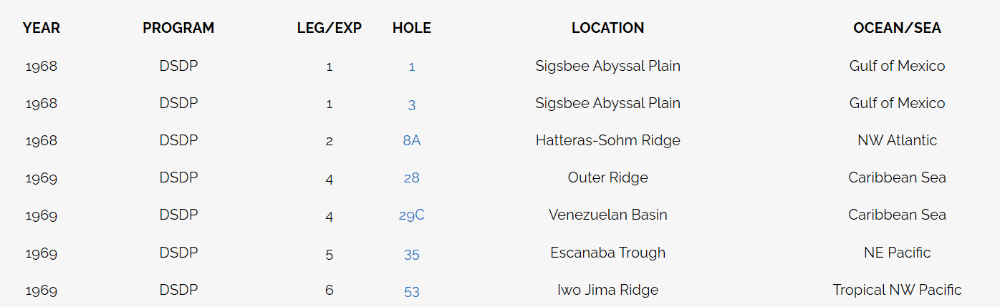 YEAR PROGRAM LEG/EXP HOLE LOCATION OCEAN/SEA
1968 DSDP 1 1 Sigsbee Abyssal Plain Gulf of Mexico
1968 DSDP 1 3 Sigsbee Abyssal Plain Gulf of Mexico
1968 DSDP 2 8A Hatteras-Sohm Ridge NW Atlantic
1969 DSDP 4 28 Outer Ridge Caribbean Sea
1969 DSDP 4 29C Venezuelan Basin Caribbean Sea
1969 DSDP 5 35 Escanaba Trough NE Pacific
1969 DSDP 6 53 Iwo Jima Ridge Tropical NW Pacific